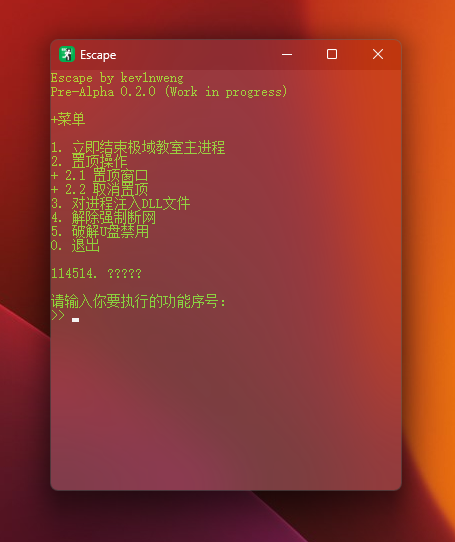 Escape
Escape by kev1nweng
Pre-Alpha 0.2.0 (Work in progress)
+菜单
1. 立即结束极域教室主进程
2. 置顶操作
+ 2.1 置顶窗口
+ 2.2 取消置顶
3. 对进程注入DLL文件
4. 解除强制断网
5. 破解U盘禁用
0. 退出
114514. ?????
请输入你要执行的功能序号:
>>